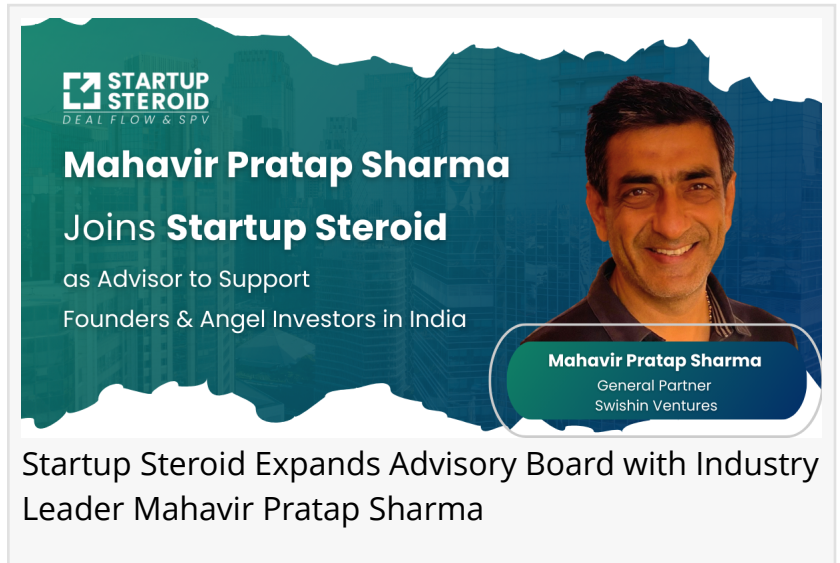 STARTUP
STEROID
DEAL FLOW & SPV
Mahavir Pratap Sharma
Joins Startup Steroid
as Advisor to Support
Founders & Angel Investors in India
Mahavir Pratap Sharma
General Partner
Swishin Ventures
Startup Steroid Expands Advisory Board with Industry
Leader Mahavir Pratap Sharma